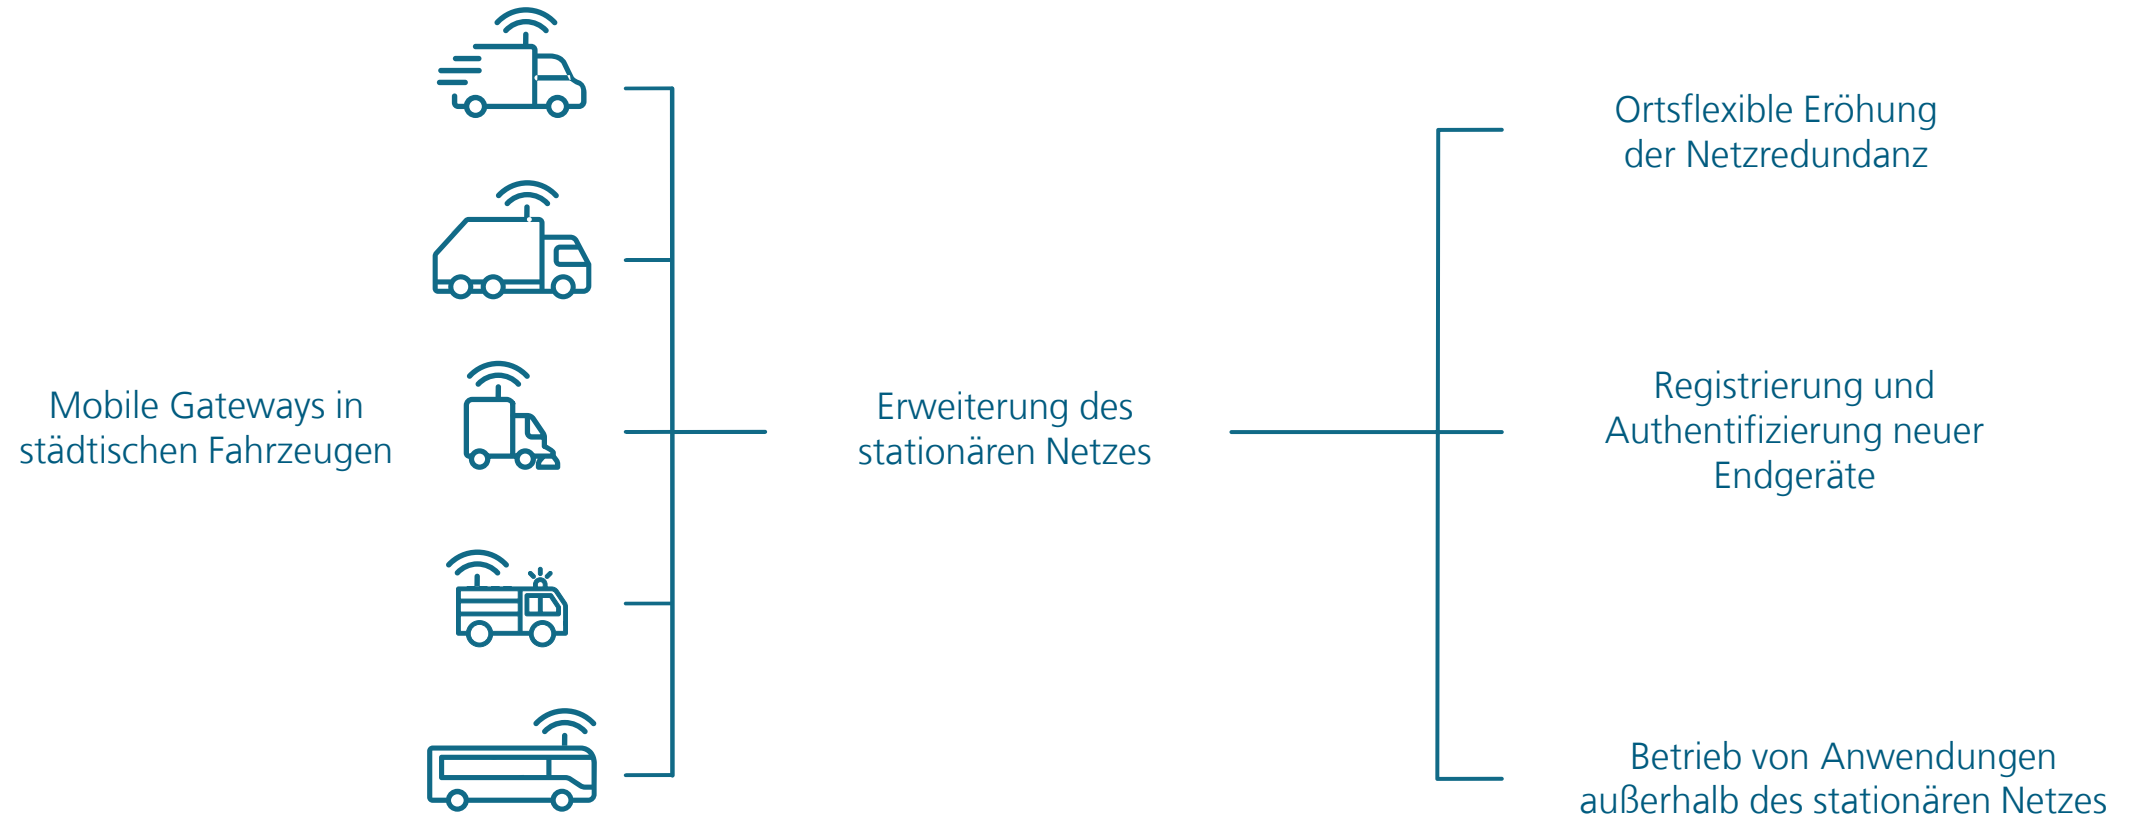 Mobile Gateways in
städtischen Fahrzeugen
Erweiterung des
stationären Netzes
Ortsflexible Eröhung
der Netzredundanz
Registrierung und
Authentifizierung neuer
Endgeräte
Betrieb von Anwendungen
außerhalb des stationären Netzes